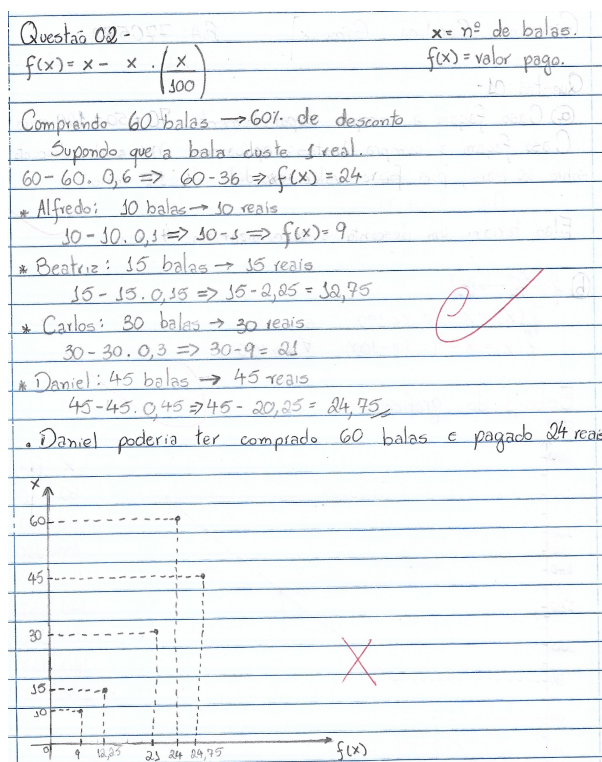 Questão 02 -
x = nº de balas.
f(x) = x - x . (x/100)
f(x) = valor pago.
Comprando 60 balas → 60% de desconto
Supondo que a bala custe 1 real.
60 - 60. 0,6 => 60 - 36 => f(x) = 24
* Alfredo: 10 balas → 10 reais
10 - 10. 0,1 => 10 - 1 => f(x) = 9
* Beatriz: 15 balas → 15 reais
15 - 15. 0,15 => 15 - 2,25 = 12,75
* Carlos: 30 balas → 30 reais
30 - 30. 0,3 => 30 - 9 = 21
* Daniel: 45 balas → 45 reais
45 - 45. 0,45 => 45 - 20,25 = 24,75
. Daniel poderia ter comprado 60 balas e pagado 24 reais
x
60
45
30
15
10
0 9 12,25 21 24 24,75 f(x)